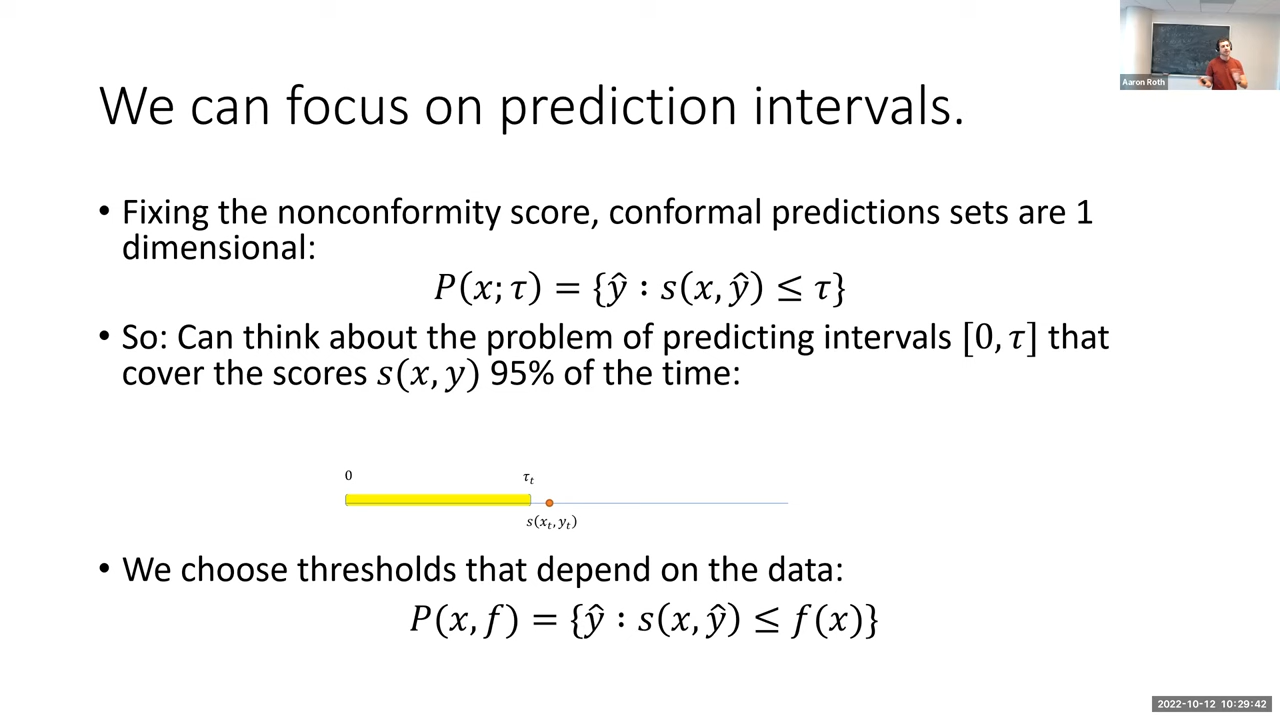 Aaron Roth
We can focus on prediction intervals.
• Fixing the nonconformity score, conformal predictions sets are 1
dimensional:
P(x; τ) = {ŷ : s(x, ŷ) ≤ τ}
• So: Can think about the problem of predicting intervals [0, τ] that
cover the scores s(x, y) 95% of the time:
0 τₜ
s(xₜ, yₜ)
• We choose thresholds that depend on the data:
P(x, f) = {ŷ : s(x, ŷ) ≤ f(x)}
2022-10-12 10:29:42